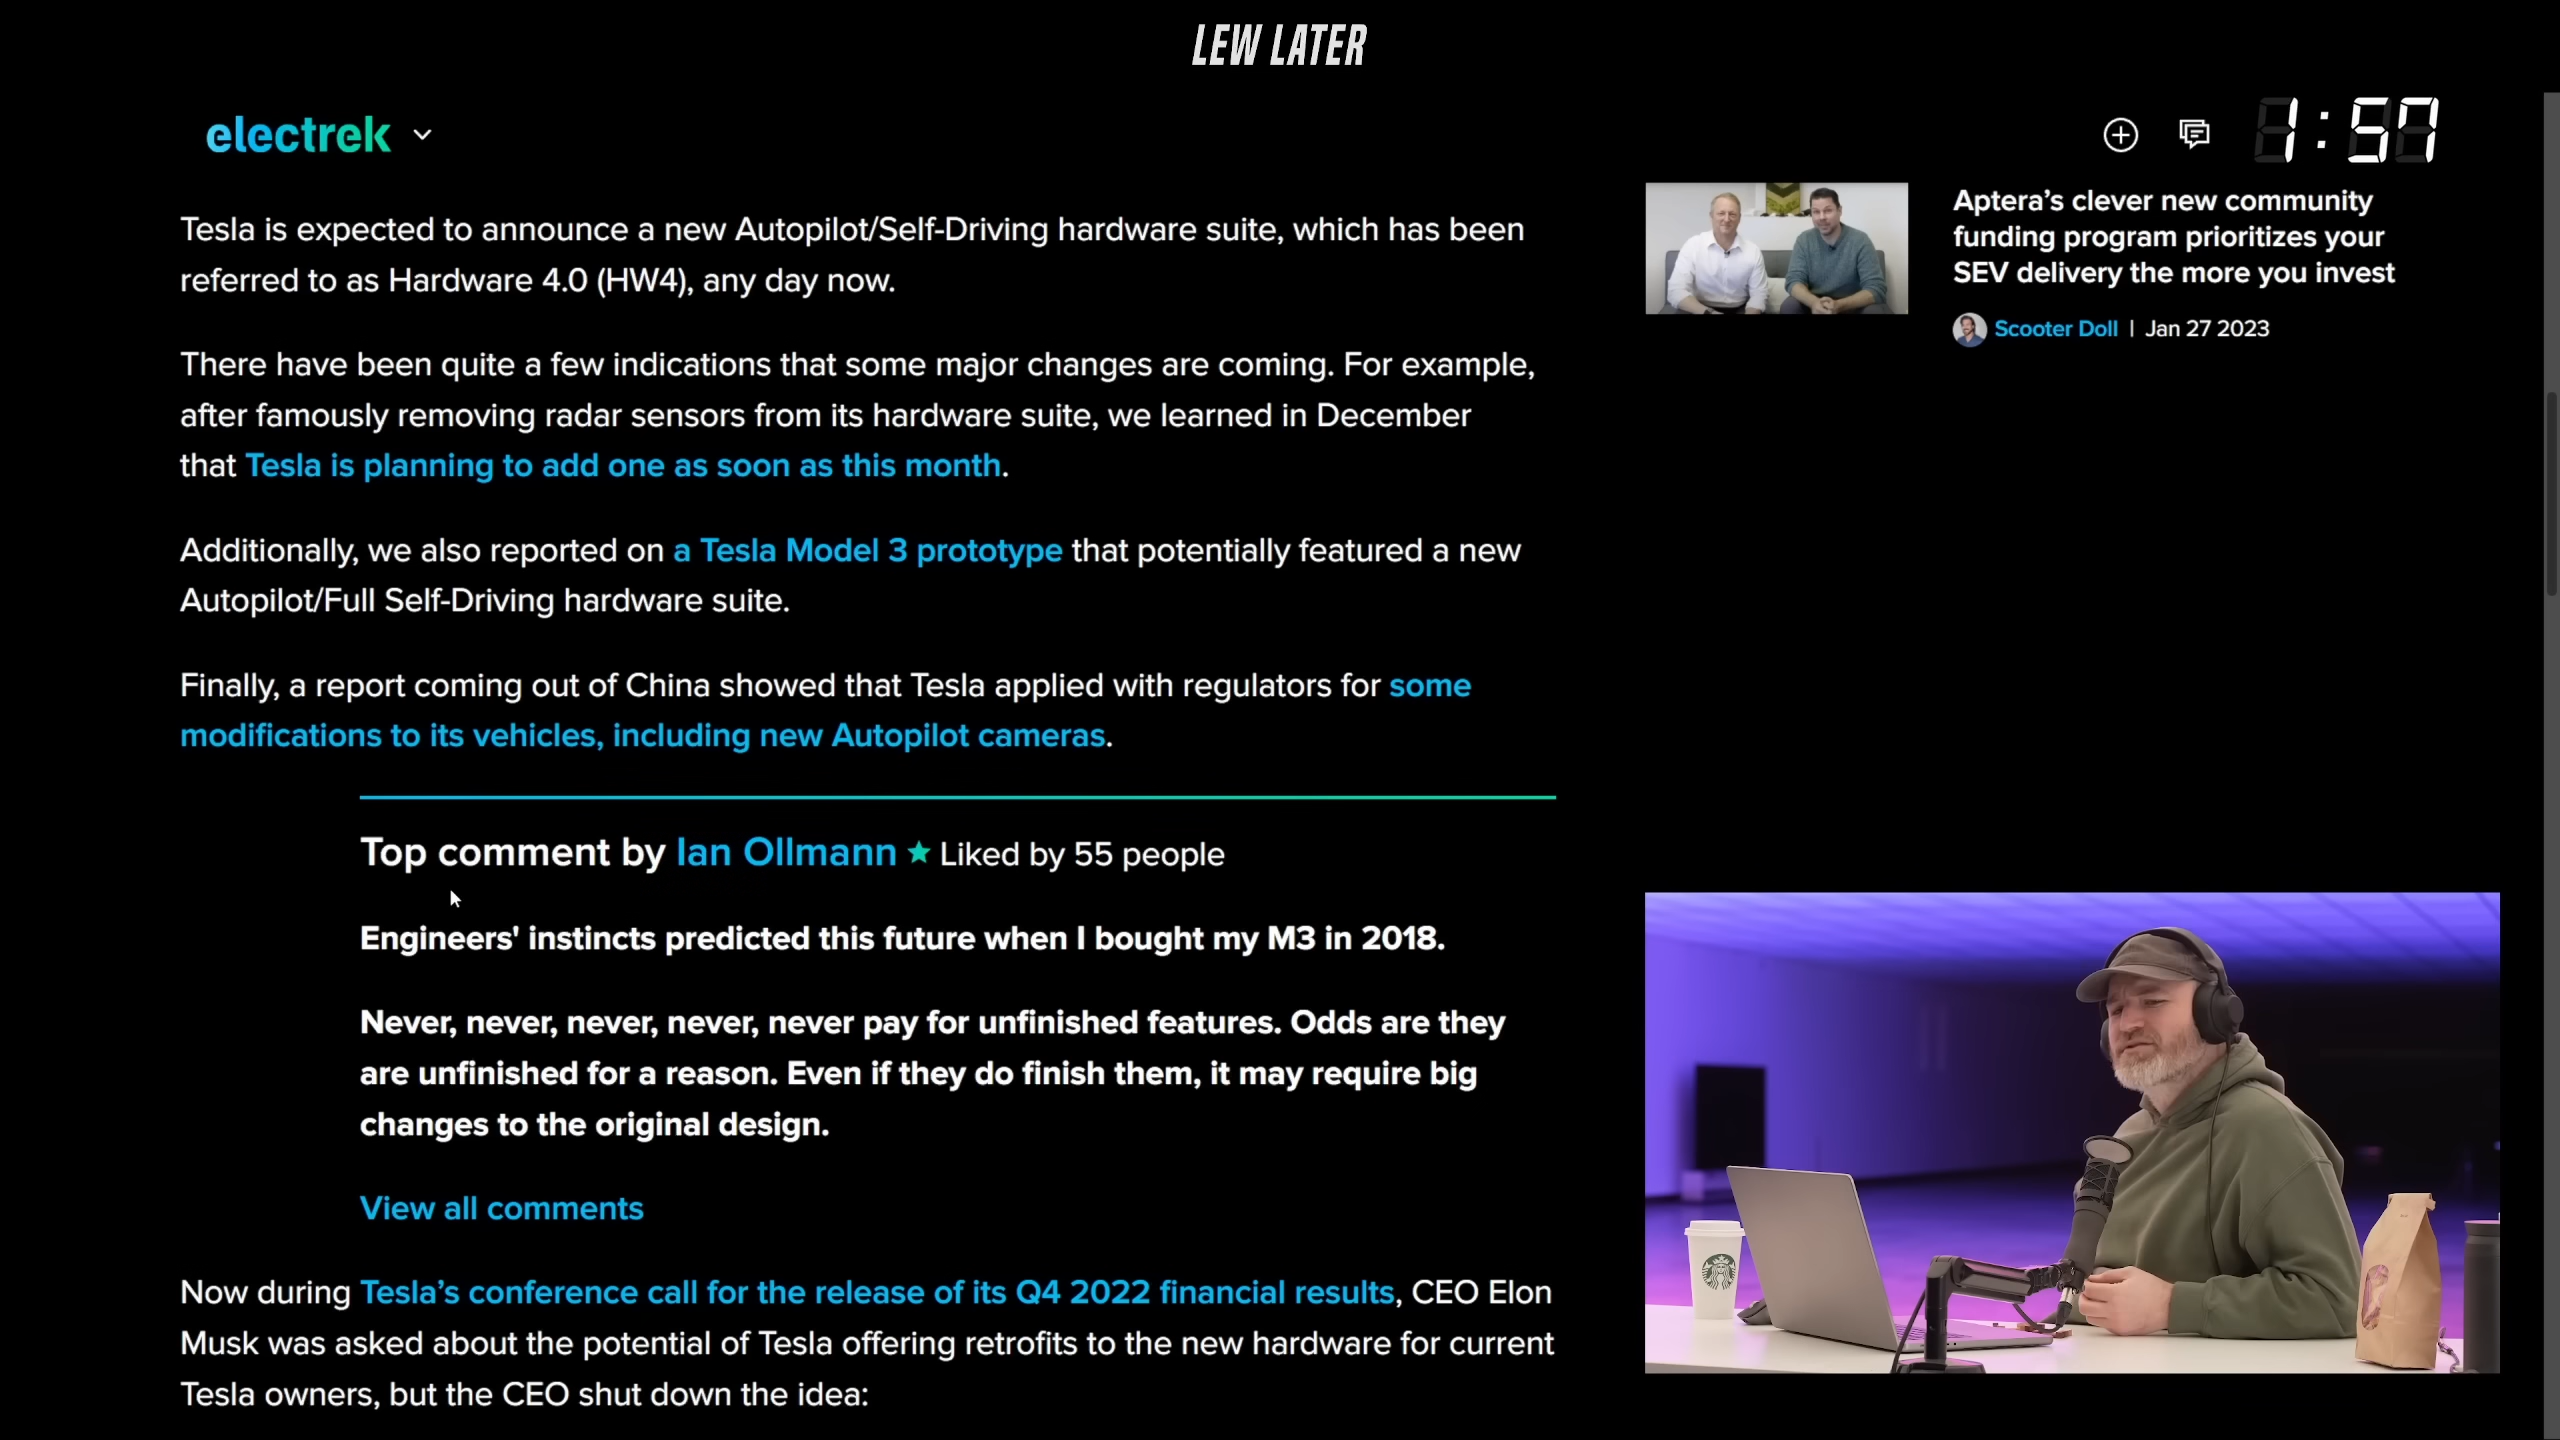 LEW LATER
electrek
1:57
Tesla is expected to announce a new Autopilot/Self-Driving hardware suite, which has been
referred to as Hardware 4.0 (HW4), any day now.
There have been quite a few indications that some major changes are coming. For example,
after famously removing radar sensors from its hardware suite, we learned in December
that Tesla is planning to add one as soon as this month.
Additionally, we also reported on a Tesla Model 3 prototype that potentially featured a new
Autopilot/Full Self-Driving hardware suite.
Finally, a report coming out of China showed that Tesla applied with regulators for some
modifications to its vehicles, including new Autopilot cameras.
Top comment by Ian Ollmann ★ Liked by 55 people
Engineers' instincts predicted this future when I bought my M3 in 2018.
Never, never, never, never, never pay for unfinished features. Odds are they
are unfinished for a reason. Even if they do finish them, it may require big
changes to the original design.
View all comments
Now during Tesla’s conference call for the release of its Q4 2022 financial results, CEO Elon
Musk was asked about the potential of Tesla offering retrofits to the new hardware for current
Tesla owners, but the CEO shut down the idea:
Aptera’s clever new community
funding program prioritizes your
SEV delivery the more you invest
Scooter Doll | Jan 27 2023